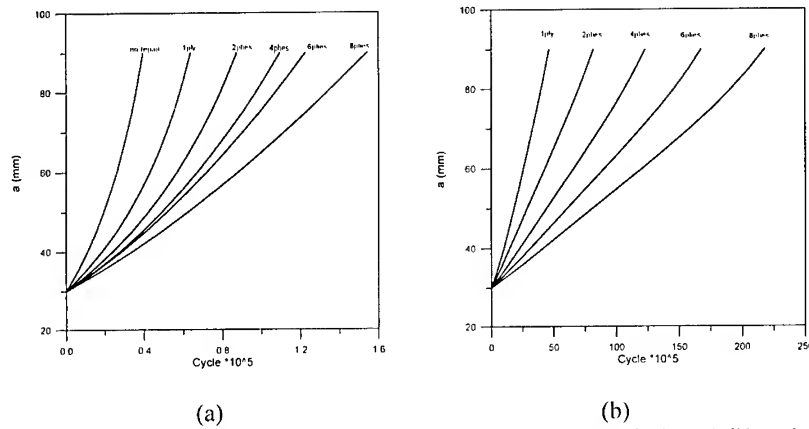 no repair 1ply 2plies 4plies 6plies 8plies
100
80
60
40
20
a (mm)
0.0 0.4 0.8 1.2 1.6
Cycle *10^5
(a)
1ply 2plies 4plies 6plies 8plies
100
80
60
40
20
a (mm)
0 50 100 150 200 250
Cycle *10^5
(b)